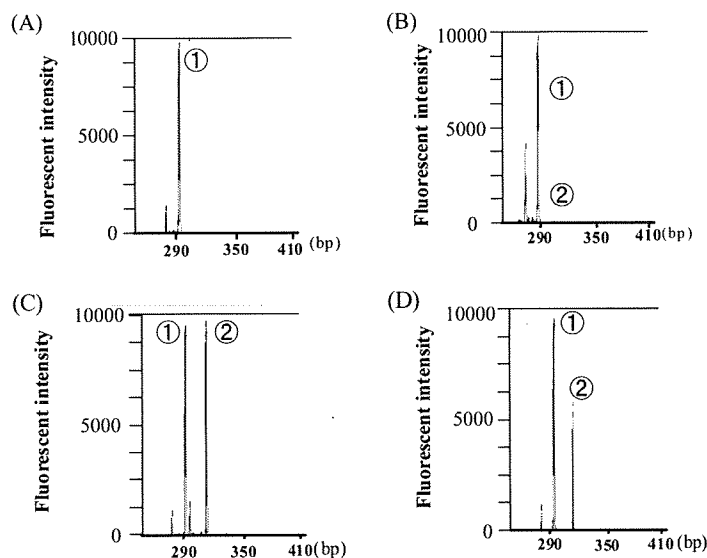 (A)
Fluorescent intensity
10000
5000
0
①
290 350 410 (bp)
(B)
Fluorescent intensity
10000
5000
0
①
②
290 350 410 (bp)
(C)
Fluorescent intensity
10000
5000
0
① ②
290 350 410 (bp)
(D)
Fluorescent intensity
10000
5000
0
①
②
290 350 410 (bp)